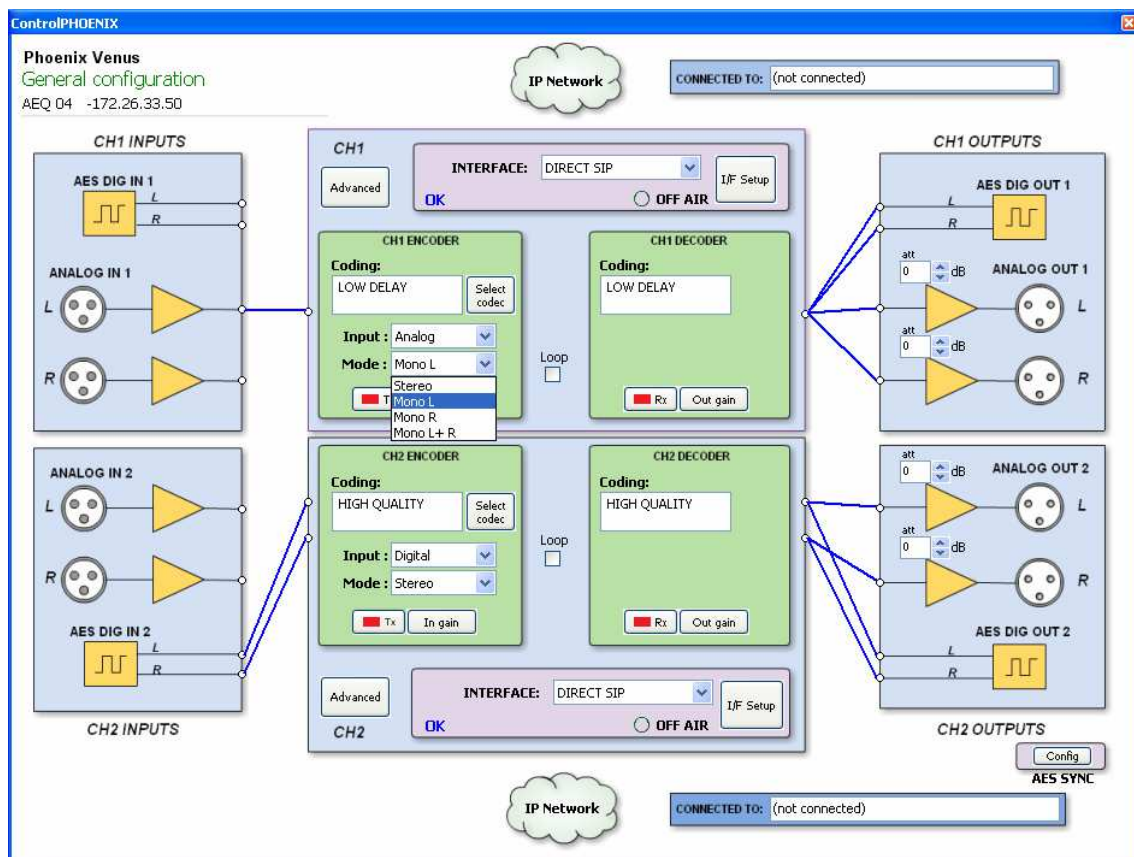 ControlPHOENIX
Phoenix Venus
General configuration
AEQ 04 -172.26.33.50
IP Network
CONNECTED TO: (not connected)
CH1 INPUTS
AES DIG IN 1
L
R
ANALOG IN 1
L
R
CH1
Advanced
INTERFACE: DIRECT SIP
I/F Setup
OK
OFF AIR
CH1 ENCODER
Coding:
LOW DELAY
Select codec
Input : Analog
Mode : Mono L
Stereo
Mono L
Mono R
Mono L+ R
T
Loop
CH1 DECODER
Coding:
LOW DELAY
Rx
Out gain
CH1 OUTPUTS
AES DIG OUT 1
L
R
att
0 dB
ANALOG OUT 1
L
att
0 dB
R
ANALOG IN 2
L
R
AES DIG IN 2
L
R
CH2 INPUTS
CH2 ENCODER
Coding:
HIGH QUALITY
Select codec
Input : Digital
Mode : Stereo
Tx
In gain
Loop
CH2 DECODER
Coding:
HIGH QUALITY
Rx
Out gain
Advanced
CH2
INTERFACE: DIRECT SIP
I/F Setup
OK
OFF AIR
att
0 dB
ANALOG OUT 2
L
att
0 dB
R
AES DIG OUT 2
L
R
CH2 OUTPUTS
Config
AES SYNC
IP Network
CONNECTED TO: (not connected)